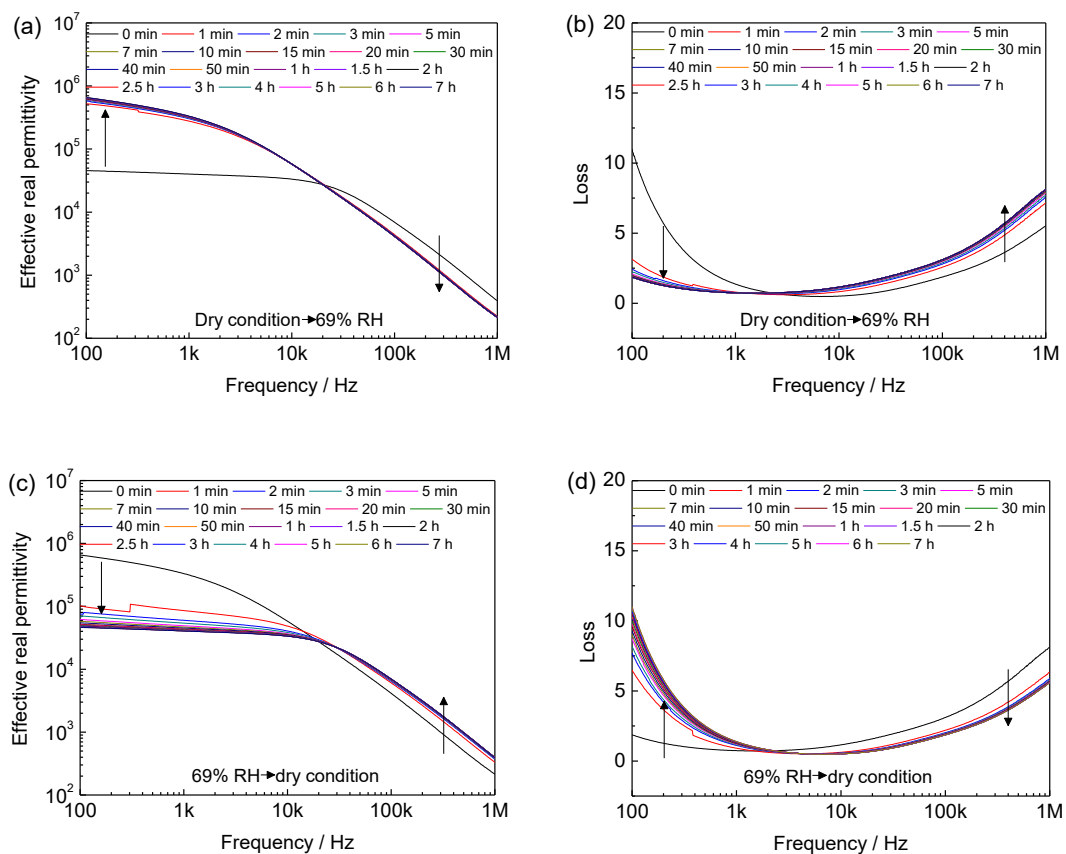 (a)
10^7
10^6
10^5
10^4
10^3
10^2
Effective real permittivity
0 min 1 min 2 min 3 min 5 min
7 min 10 min 15 min 20 min 30 min
40 min 50 min 1 h 1.5 h 2 h
2.5 h 3 h 4 h 5 h 6 h 7 h
Dry condition→69% RH
100 1k 10k 100k 1M
Frequency / Hz
(b)
20
15
10
5
0
Loss
0 min 1 min 2 min 3 min 5 min
7 min 10 min 15 min 20 min 30 min
40 min 50 min 1 h 1.5 h 2 h
2.5 h 3 h 4 h 5 h 6 h 7 h
Dry condition→69% RH
100 1k 10k 100k 1M
Frequency / Hz
(c)
10^7
10^6
10^5
10^4
10^3
10^2
Effective real permittivity
0 min 1 min 2 min 3 min 5 min
7 min 10 min 15 min 20 min 30 min
40 min 50 min 1 h 1.5 h 2 h
2.5 h 3 h 4 h 5 h 6 h 7 h
69% RH→dry condition
100 1k 10k 100k 1M
Frequency / Hz
(d)
20
15
10
5
0
Loss
0 min 1 min 2 min 3 min 5 min
7 min 10 min 15 min 20 min 30 min
40 min 50 min 1 h 1.5 h 2 h
3 h 4 h 5 h 6 h 7 h
69% RH→dry condition
100 1k 10k 100k 1M
Frequency / Hz